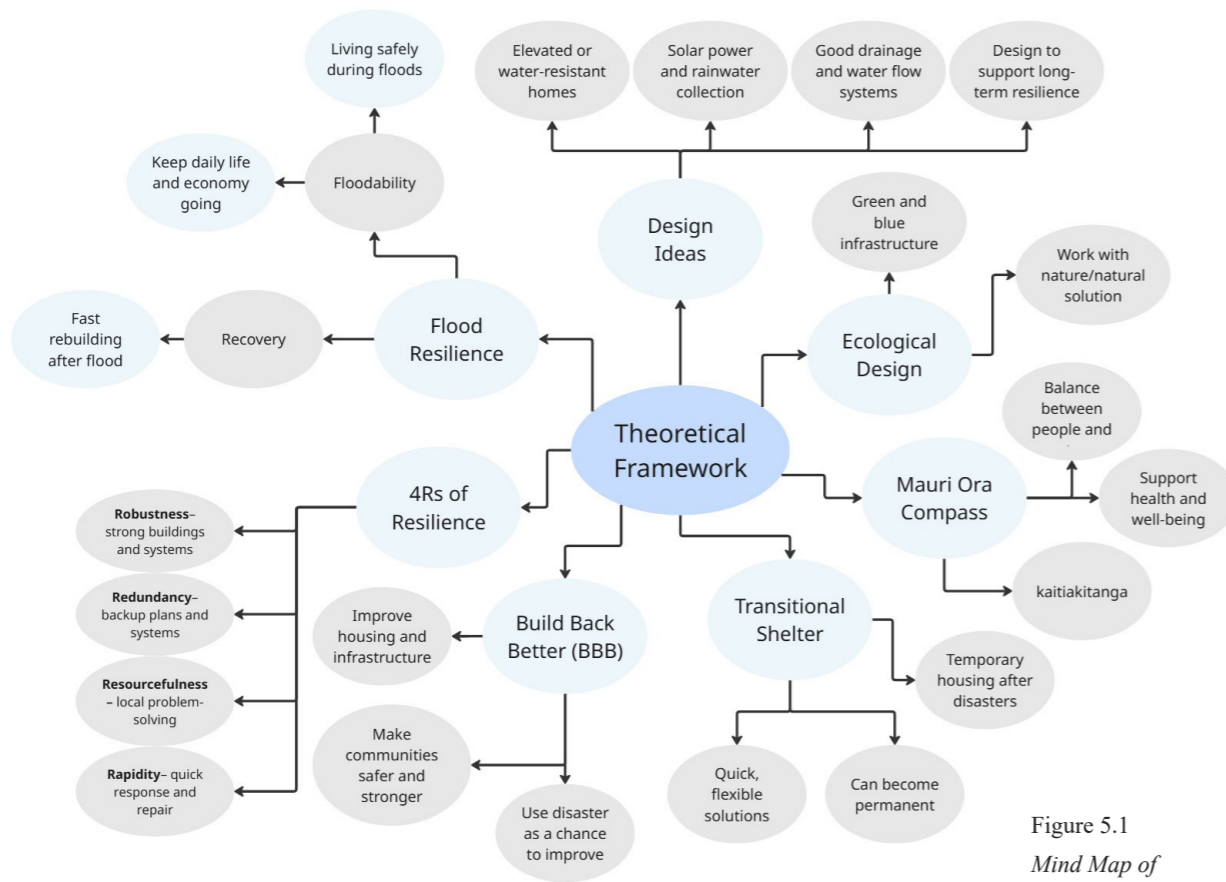 Living safely
during floods
Keep daily life
and economy
going
Floodability
Fast
rebuilding
after flood
Recovery
Flood
Resilience
Elevated or
water-resistant
homes
Solar power
and rainwater
collection
Good drainage
and water flow
systems
Design to
support long-
term resilience
Design
Ideas
Green and
blue
infrastructure
Work with
nature/natural
solution
Ecological
Design
Theoretical
Framework
Balance
between
people and
Mauri Ora
Compass
Support
health and
well-being
kaitiakitanga
4Rs of
Resilience
Robustness–
strong buildings
and systems
Redundancy–
backup plans and
systems
Resourcefulness
– local problem-
solving
Rapidity– quick
response and
repair
Build Back
Better (BBB)
Improve
housing and
infrastructure
Make
communities
safer and
stronger
Use disaster
as a chance
to improve
Transitional
Shelter
Temporary
housing after
disasters
Quick,
flexible
solutions
Can become
permanent
Figure 5.1
Mind Map of